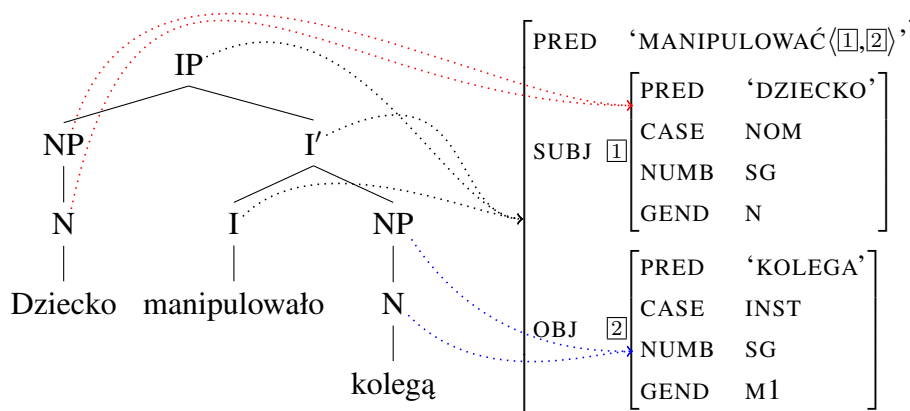 IP
NP I′
N I NP
Dziecko manipulowało N
kolegą
PRED ‘MANIPULOWAĆ⟨1,2⟩’
SUBJ 1
PRED ‘DZIECKO’
CASE NOM
NUMB SG
GEND N
OBJ 2
PRED ‘KOLEGA’
CASE INST
NUMB SG
GEND M1